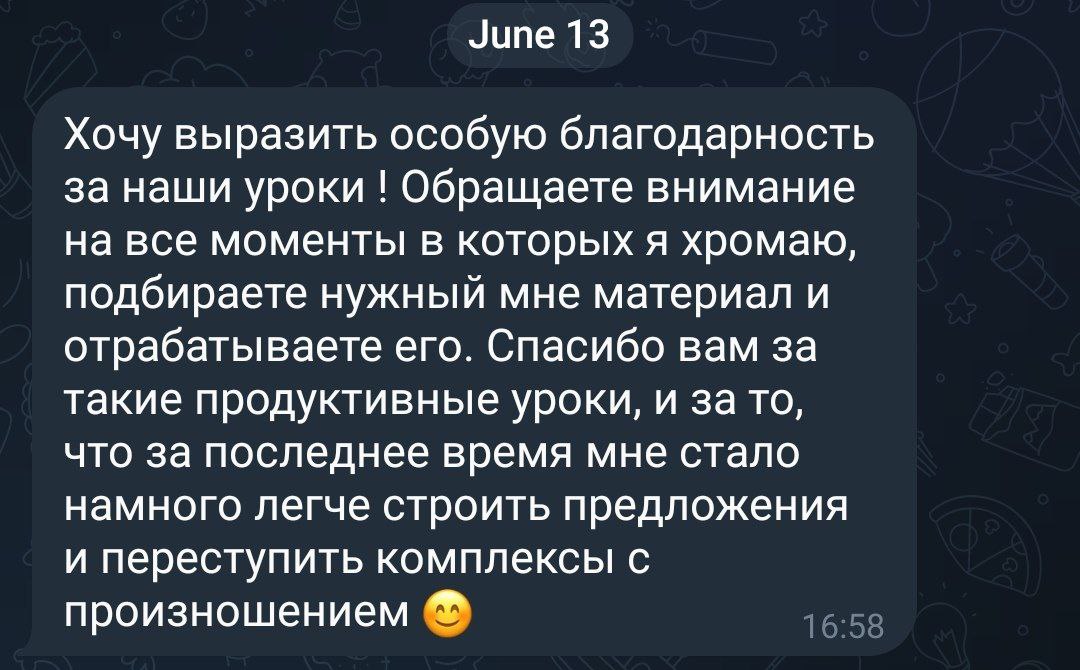 June 13
Хочу выразить особую благодарность
за наши уроки ! Обращаете внимание
на все моменты в которых я хромаю,
подбираете нужный мне материал и
отрабатываете его. Спасибо вам за
такие продуктивные уроки, и за то,
что за последнее время мне стало
намного легче строить предложения
и переступить комплексы с
произношением 😊
16:58